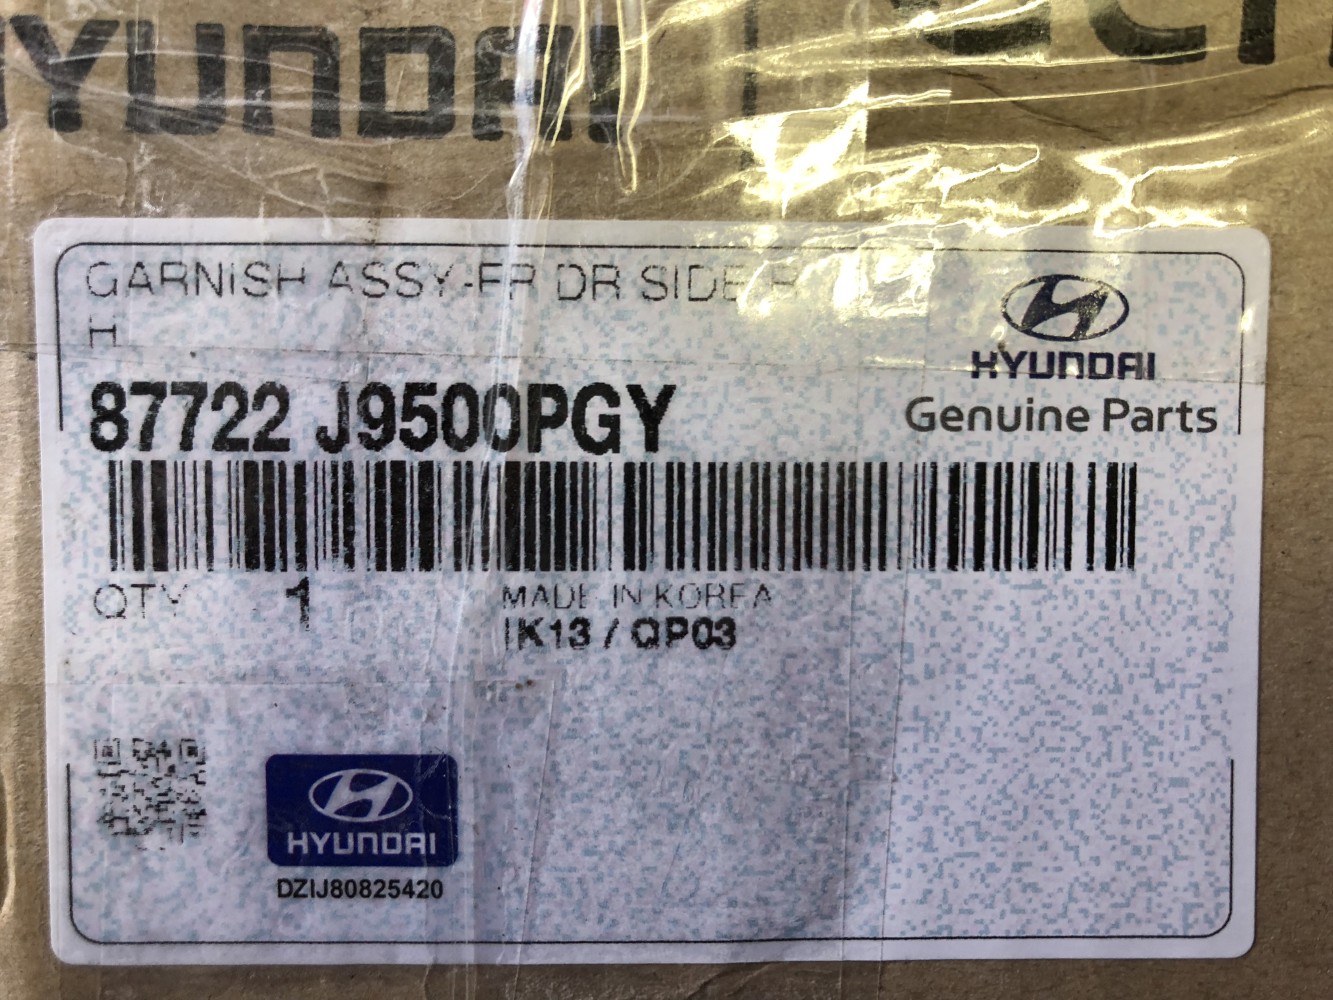 HYUNDAI
GARNISH ASSY-FR DR SIDE R
H
HYUNDAI
Genuine Parts
87722 J9500PGY
QTY 1
MADE IN KOREA
IK13 / QP03
HYUNDAI
DZIJ80825420